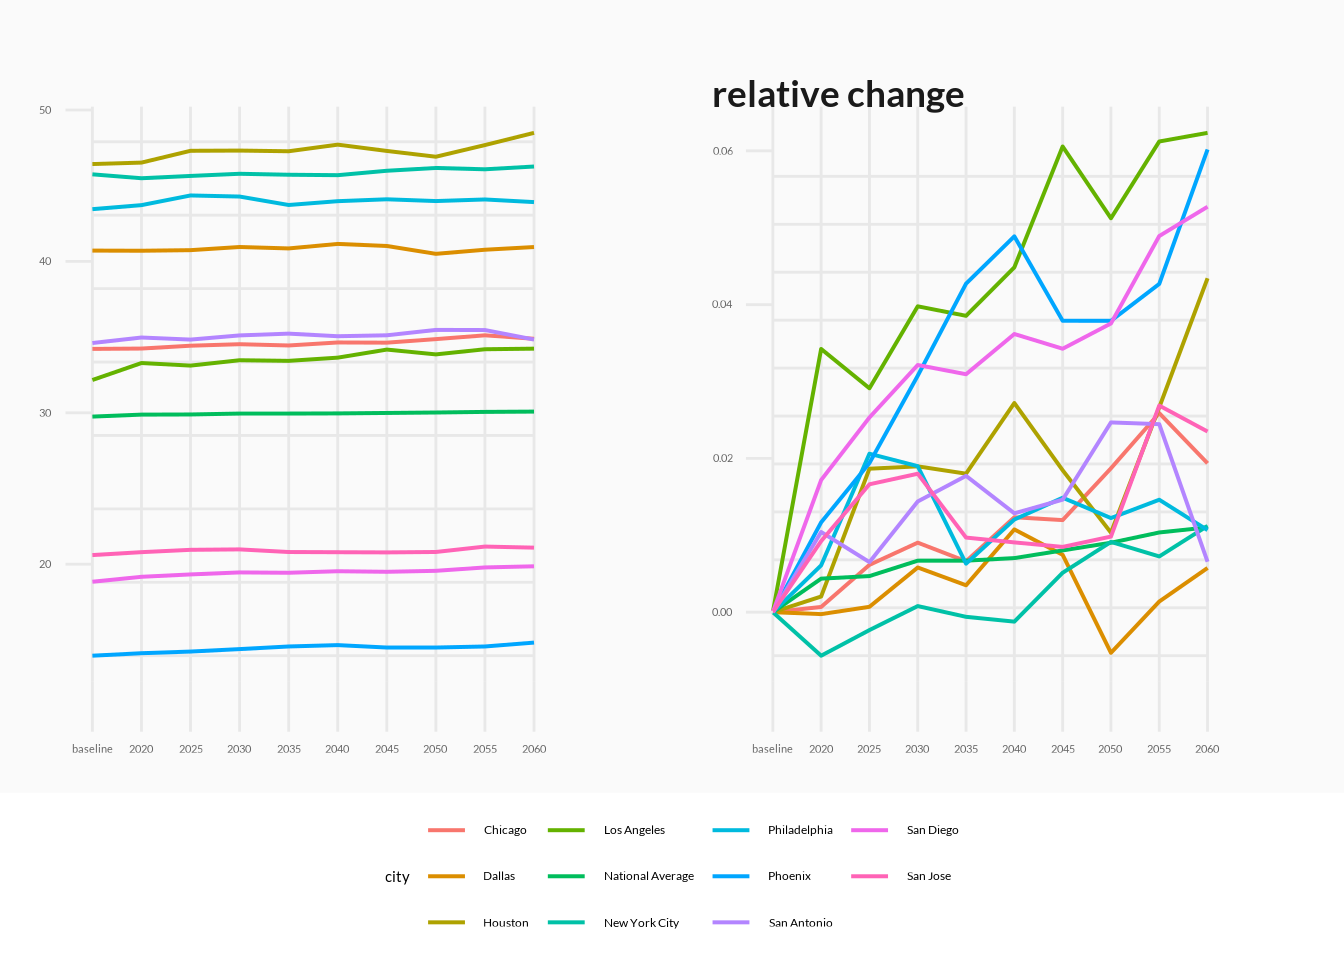 relative change
50
40
30
20
baseline 2020 2025 2030 2035 2040 2045 2050 2055 2060
0.06
0.04
0.02
0.00
baseline 2020 2025 2030 2035 2040 2045 2050 2055 2060
city
Chicago Los Angeles Philadelphia San Diego
Dallas National Average Phoenix San Jose
Houston New York City San Antonio